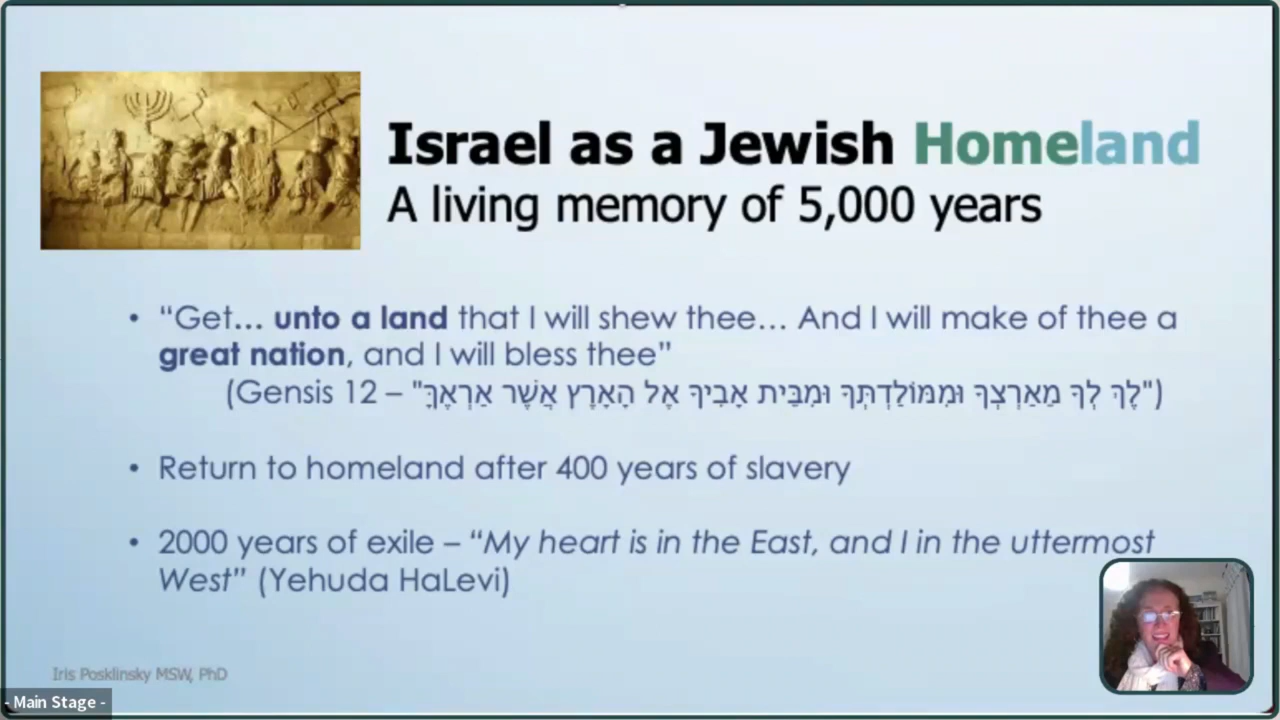 Israel as a Jewish Homeland
A living memory of 5,000 years
• “Get... unto a land that I will shew thee... And I will make of thee a
great nation, and I will bless thee”
(Gensis 12 – "לֶךְ לְךָ מֵאַרְצְךָ וּמִמּוֹלַדְתְּךָ וּמִבֵּית אָבִיךָ אֶל הָאָרֶץ אֲשֶׁר אַרְאֶךָּ")
• Return to homeland after 400 years of slavery
• 2000 years of exile – “My heart is in the East, and I in the uttermost
West” (Yehuda HaLevi)
Iris Posklinsky MSW, PhD
- Main Stage -